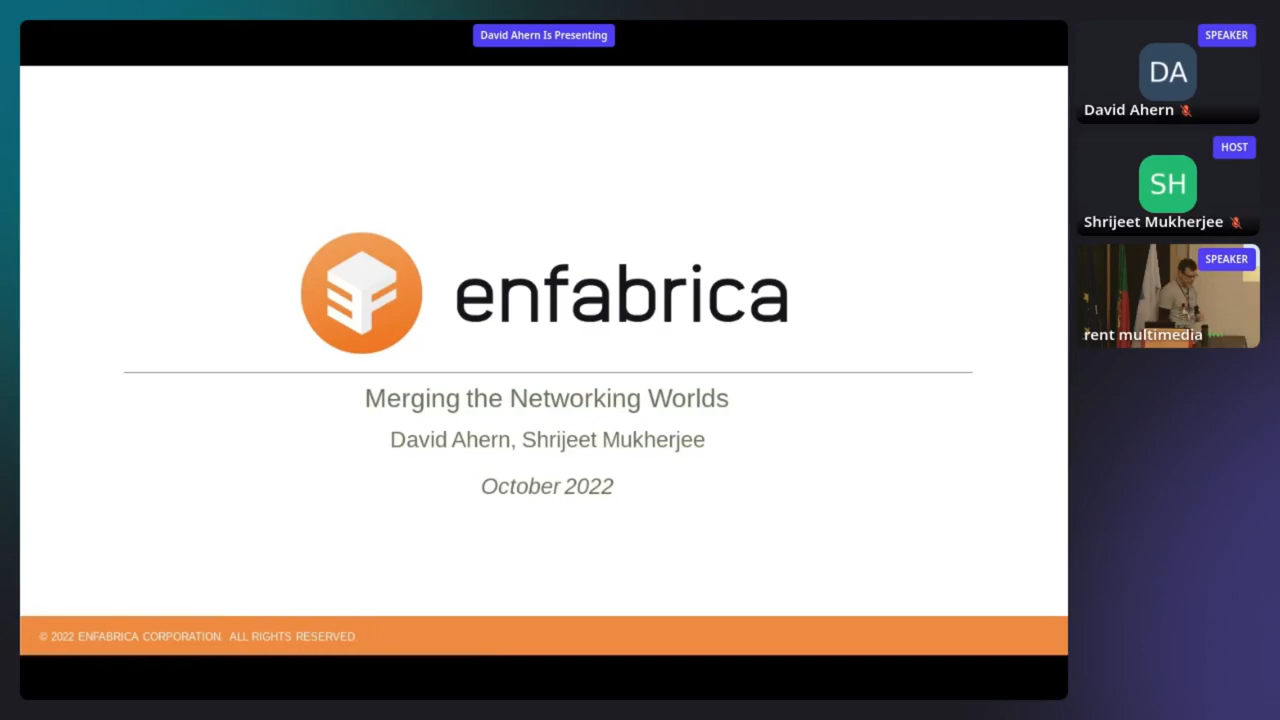 David Ahern Is Presenting
enfabrica
Merging the Networking Worlds
David Ahern, Shrijeet Mukherjee
October 2022
© 2022 ENFABRICA CORPORATION. ALL RIGHTS RESERVED.
SPEAKER
DA
David Ahern
HOST
SH
Shrijeet Mukherjee
SPEAKER
rent multimedia